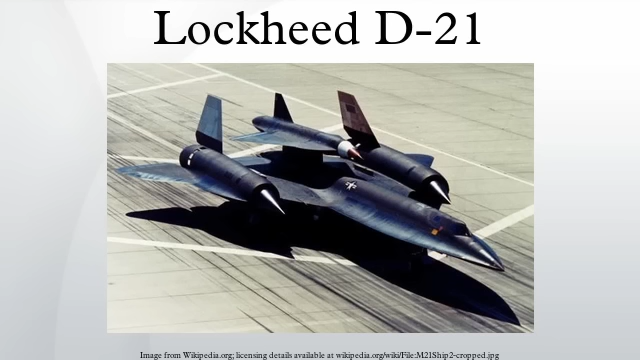 Lockheed D-21
Image from Wikipedia.org; licensing details available at wikipedia.org/wiki/File:M21Ship2-cropped.jpg